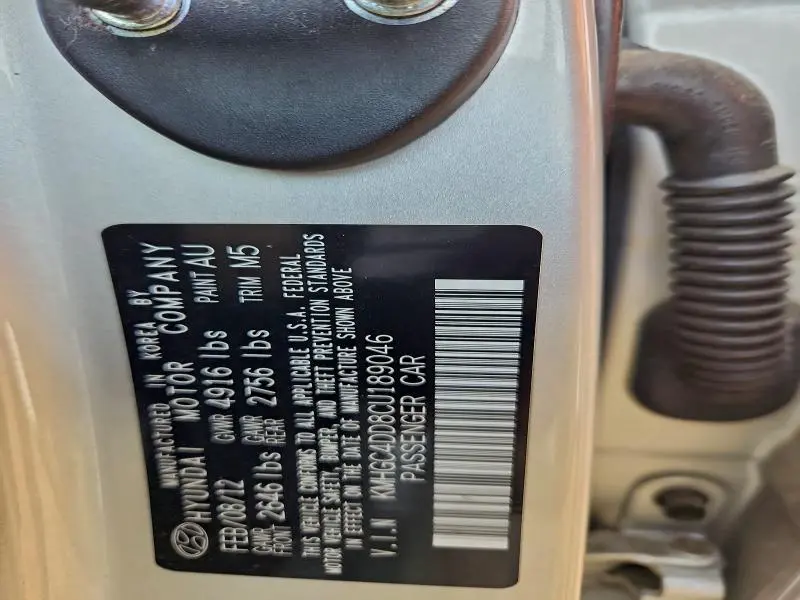 MANUFACTURED IN KOREA BY
HYUNDAI MOTOR COMPANY
FEB/08/12 GVWR 4916 lbs PAINT AU
GAWR FRONT 2646 lbs GAWR REAR 2756 lbs TRIM M5
THIS VEHICLE CONFORMS TO ALL APPLICABLE U.S.A. FEDERAL
MOTOR VEHICLE SAFETY, BUMPER, AND THEFT PREVENTION STANDARDS
IN EFFECT ON THE DATE OF MANUFACTURE SHOWN ABOVE
V.I.N KMHGC4DD8CU189046
PASSENGER CAR